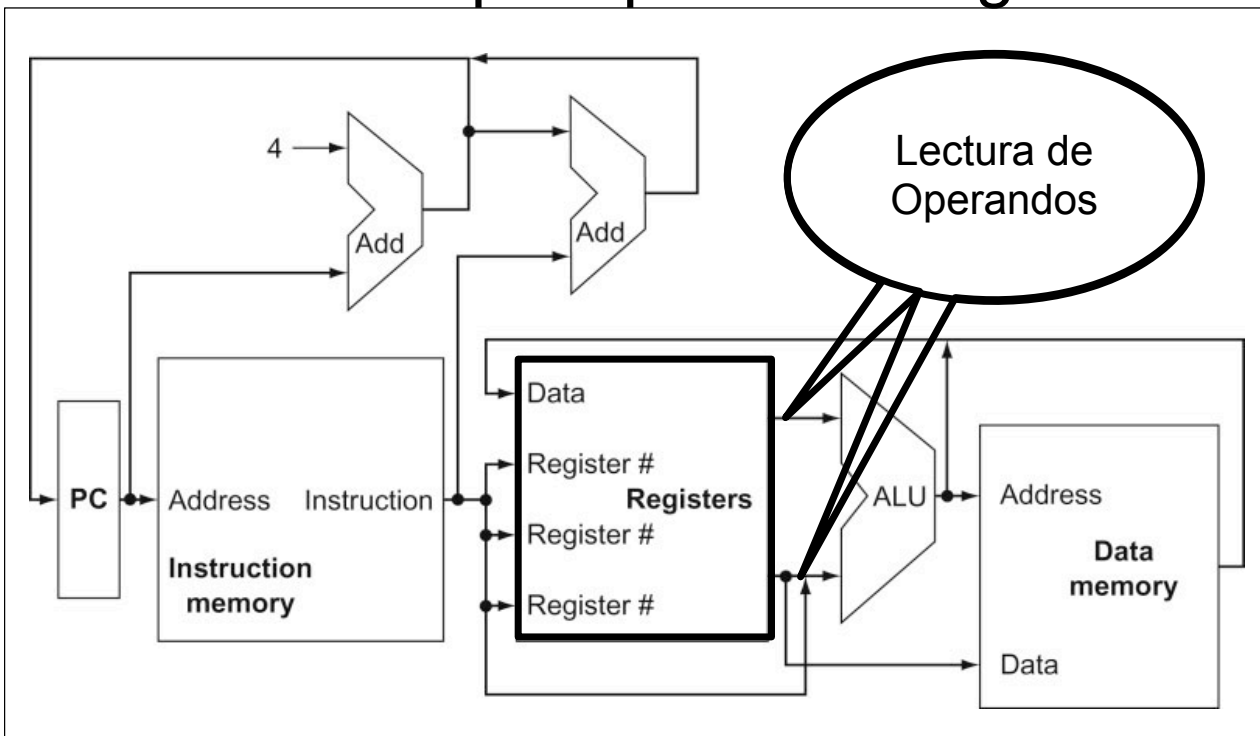 Lectura de
Operandos
4
Add
Add
Data
Register #
Register #
Register #
Registers
PC
Address
Instruction
Instruction
memory
ALU
Address
Data
memory
Data